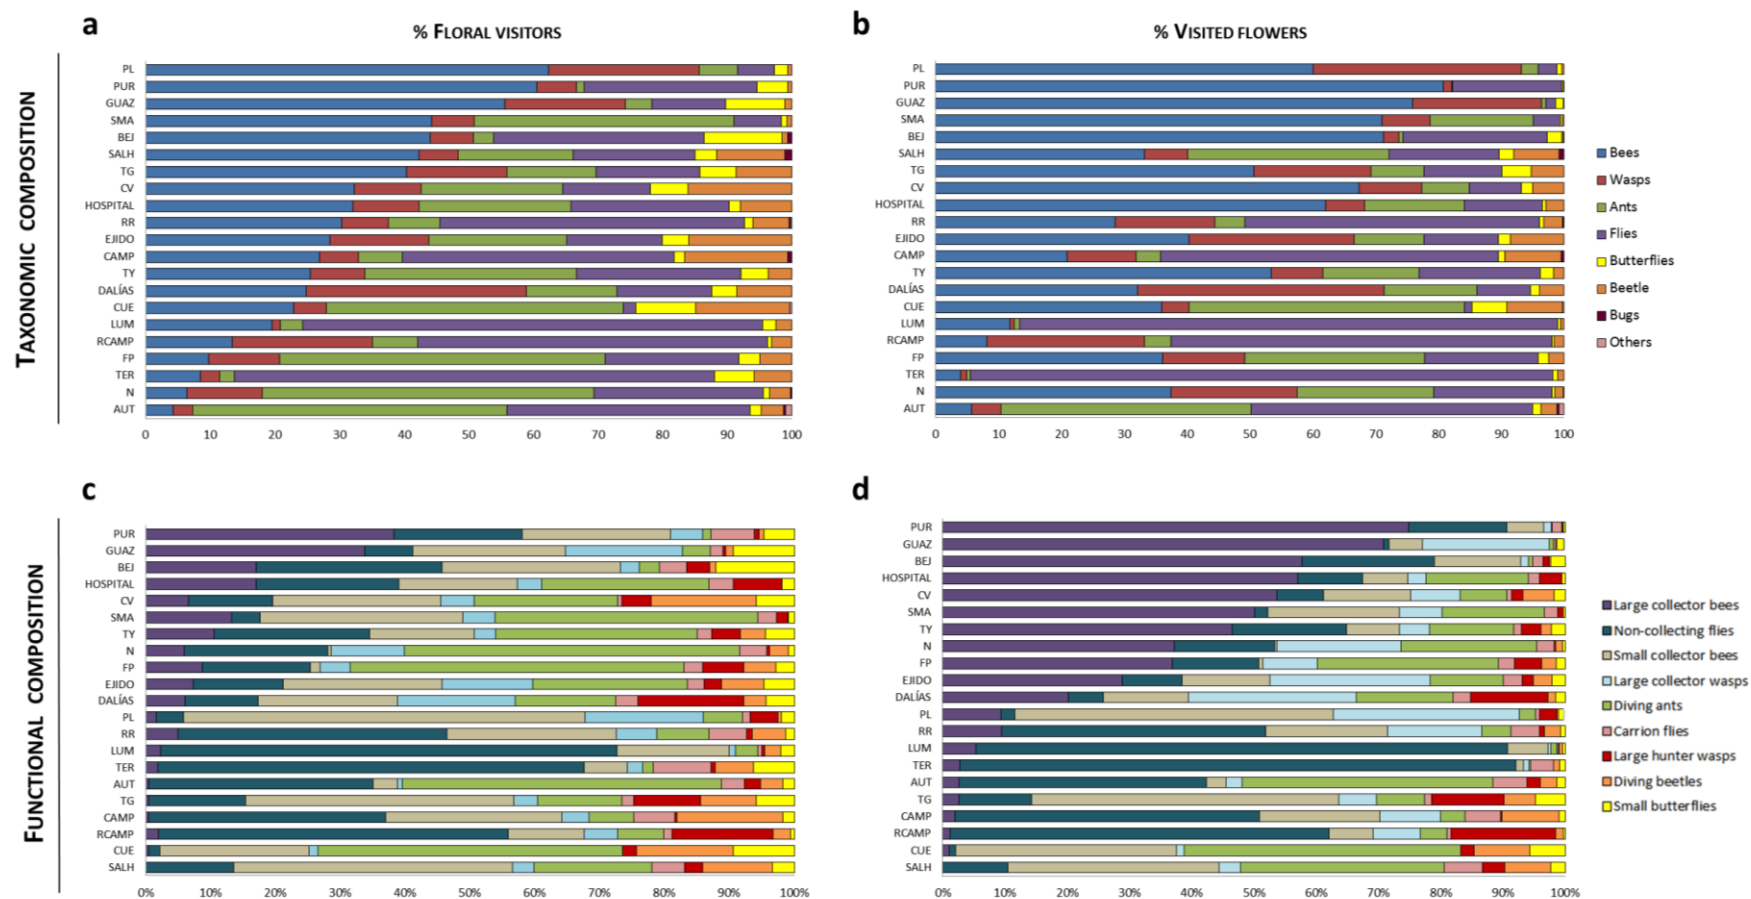 a
% FLORAL VISITORS
b
% VISITED FLOWERS
TAXONOMIC COMPOSITION
PL
PUR
GUAZ
SMA
BEJ
SALH
TG
CV
HOSPITAL
RR
EJIDO
CAMP
TY
DALÍAS
CUE
LUM
RCAMP
FP
TER
N
AUT
0 10 20 30 40 50 60 70 80 90 100
PL
PUR
GUAZ
SMA
BEJ
SALH
TG
CV
HOSPITAL
RR
EJIDO
CAMP
TY
DALÍAS
CUE
LUM
RCAMP
FP
TER
N
AUT
0 10 20 30 40 50 60 70 80 90 100
Bees
Wasps
Ants
Flies
Butterflies
Beetle
Bugs
Others
c
d
FUNCTIONAL COMPOSITION
PUR
GUAZ
BEJ
HOSPITAL
CV
SMA
TY
N
FP
EJIDO
DALÍAS
PL
RR
LUM
TER
AUT
TG
CAMP
RCAMP
CUE
SALH
0% 10% 20% 30% 40% 50% 60% 70% 80% 90% 100%
PUR
GUAZ
BEJ
HOSPITAL
CV
SMA
TY
N
FP
EJIDO
DALÍAS
PL
RR
LUM
TER
AUT
TG
CAMP
RCAMP
CUE
SALH
0% 10% 20% 30% 40% 50% 60% 70% 80% 90% 100%
Large collector bees
Non-collecting flies
Small collector bees
Large collector wasps
Diving ants
Carrion flies
Large hunter wasps
Diving beetles
Small butterflies